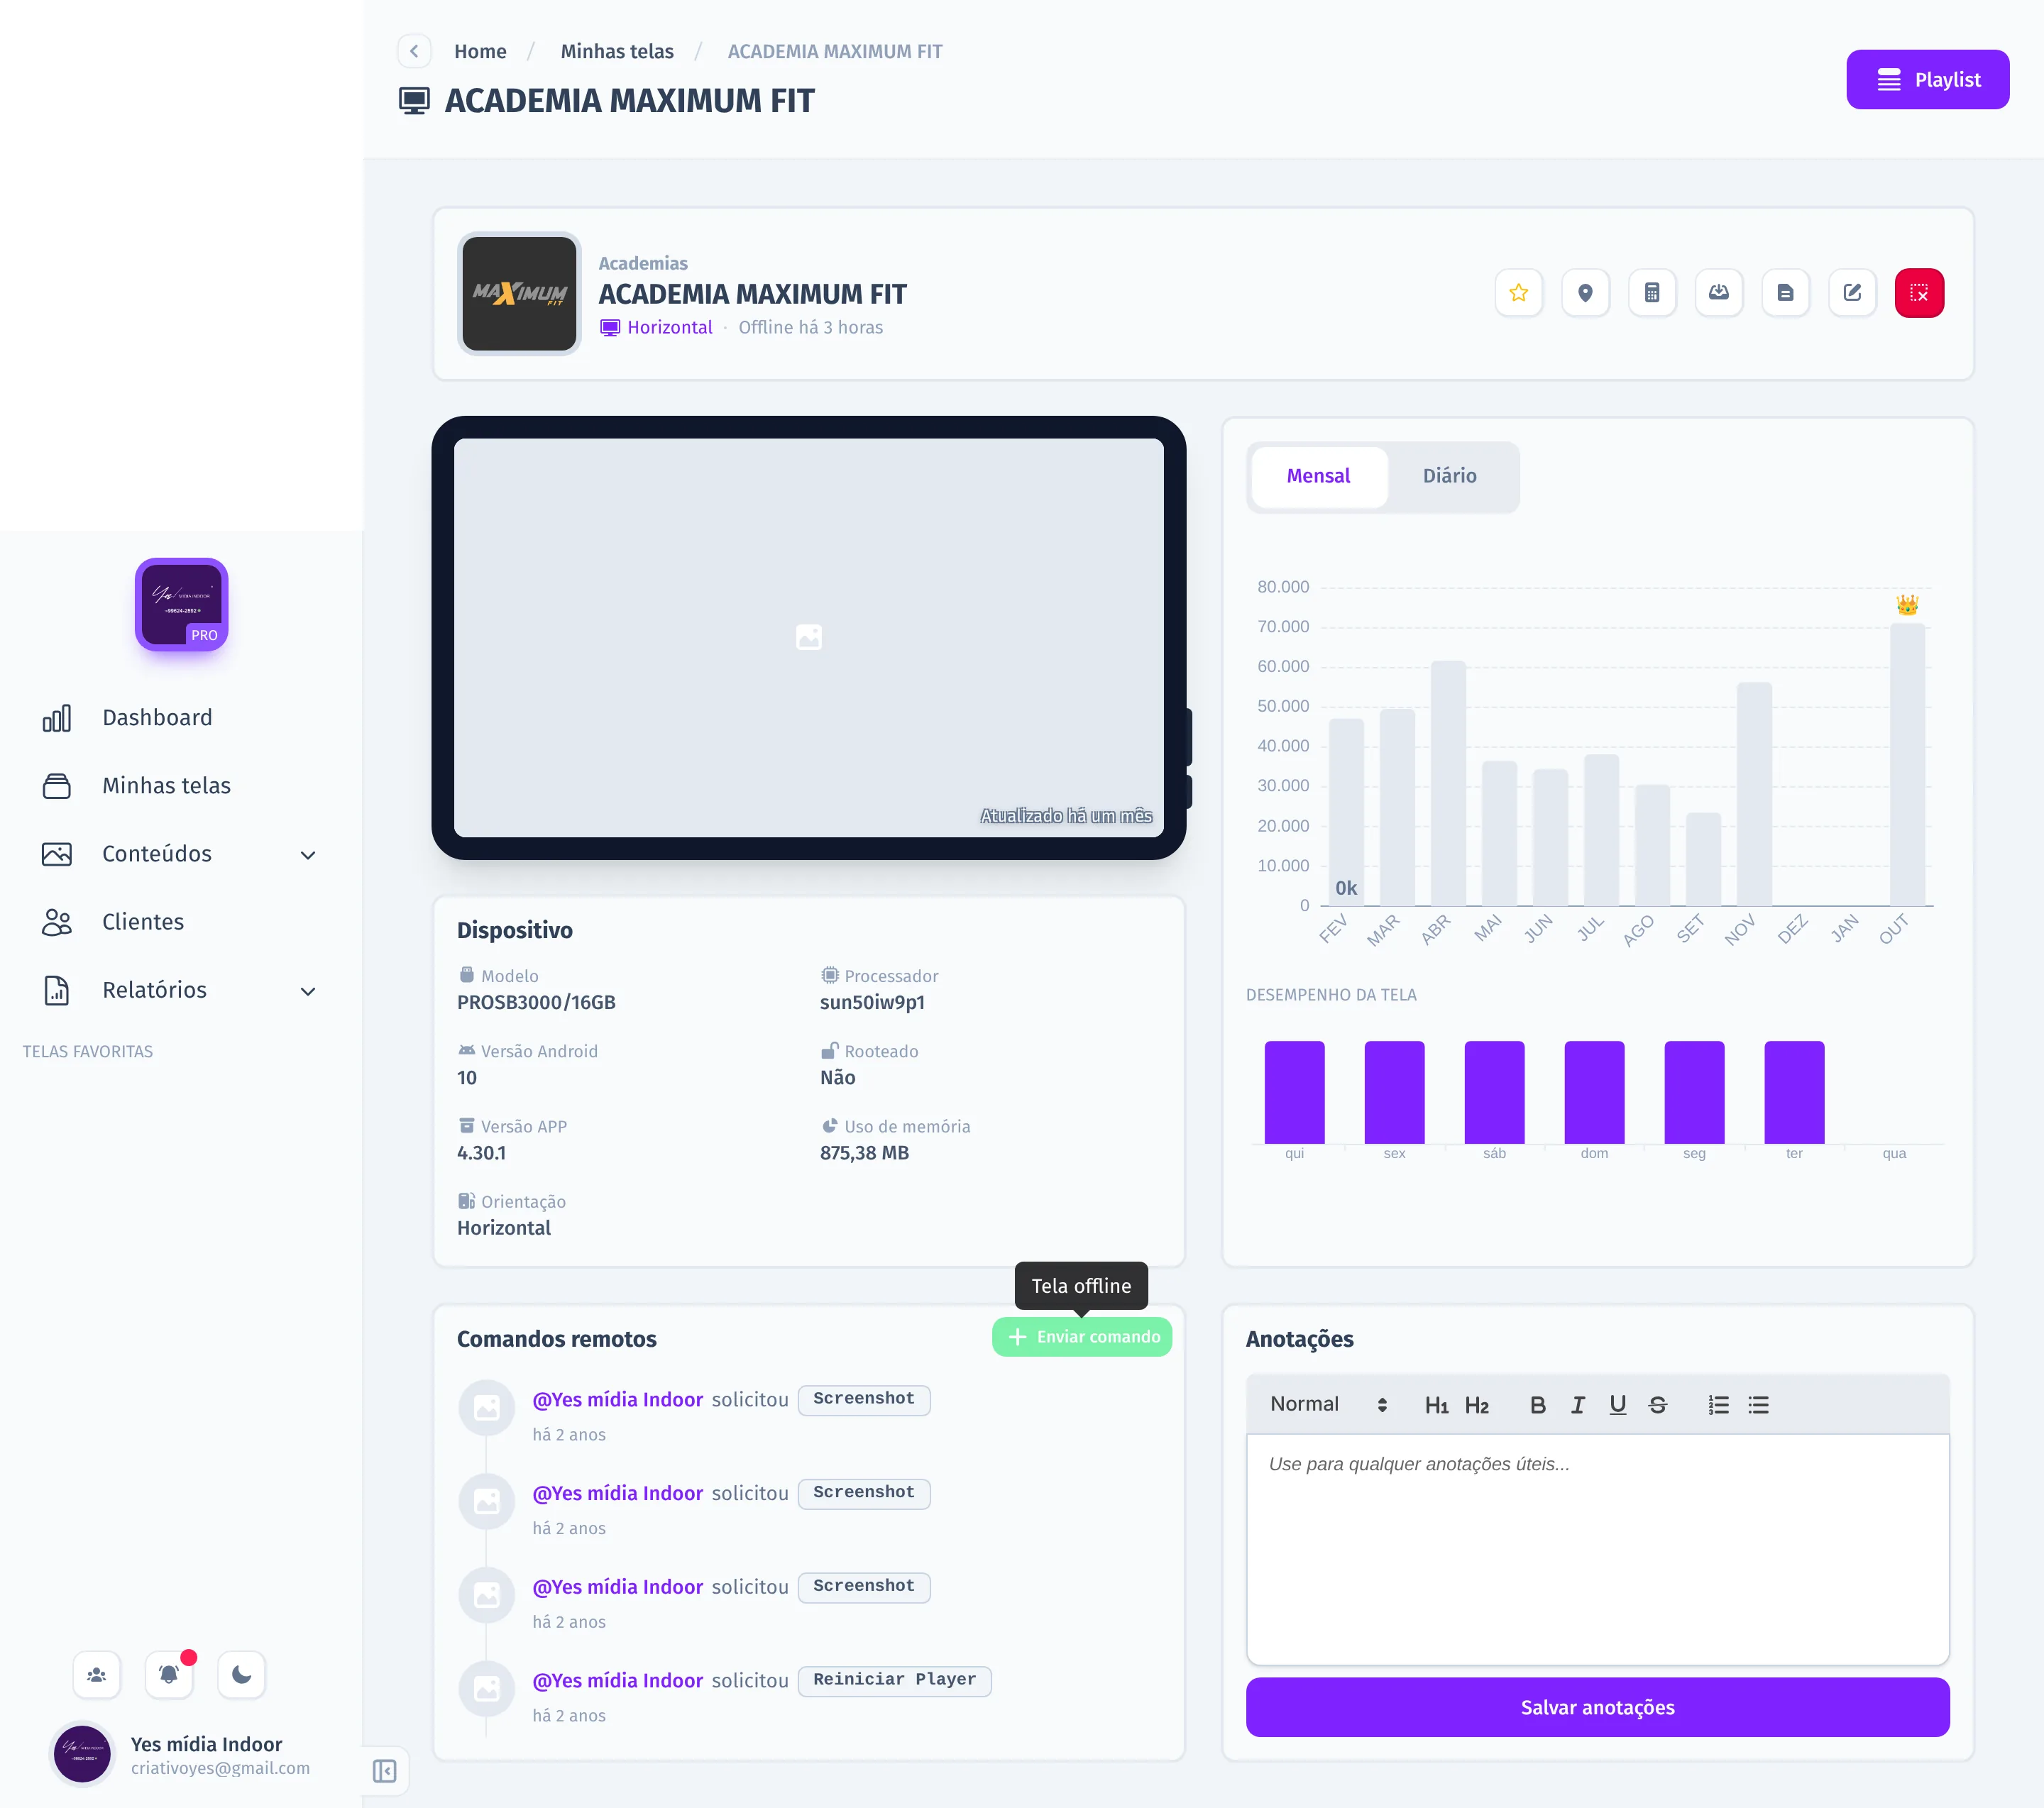 Home / Minhas telas / ACADEMIA MAXIMUM FIT
ACADEMIA MAXIMUM FIT
Playlist
MAXIMUM
FIT
Academias
ACADEMIA MAXIMUM FIT
Horizontal · Offline há 3 horas
Atualizado há um mês
Mensal
Diário
80.000
70.000
60.000
50.000
40.000
30.000
20.000
10.000
0
0k
FEV MAR ABR MAI JUN JUL AGO SET NOV DEZ JAN OUT
DESEMPENHO DA TELA
qui sex sáb dom seg ter qua
Yes MÍDIA INDOOR
PRO
Dashboard
Minhas telas
Conteúdos
Clientes
Relatórios
TELAS FAVORITAS
Dispositivo
Modelo
PROSB3000/16GB
Processador
sun50iw9p1
Versão Android
10
Rooteado
Não
Versão APP
4.30.1
Uso de memória
875,38 MB
Orientação
Horizontal
Tela offline
Comandos remotos
Enviar comando
@Yes mídia Indoor solicitou Screenshot
há 2 anos
@Yes mídia Indoor solicitou Screenshot
há 2 anos
@Yes mídia Indoor solicitou Screenshot
há 2 anos
@Yes mídia Indoor solicitou Reiniciar Player
há 2 anos
Anotações
Normal H1 H2 B I U S
Use para qualquer anotações úteis...
Salvar anotações
Yes mídia Indoor
criativoyes@gmail.com